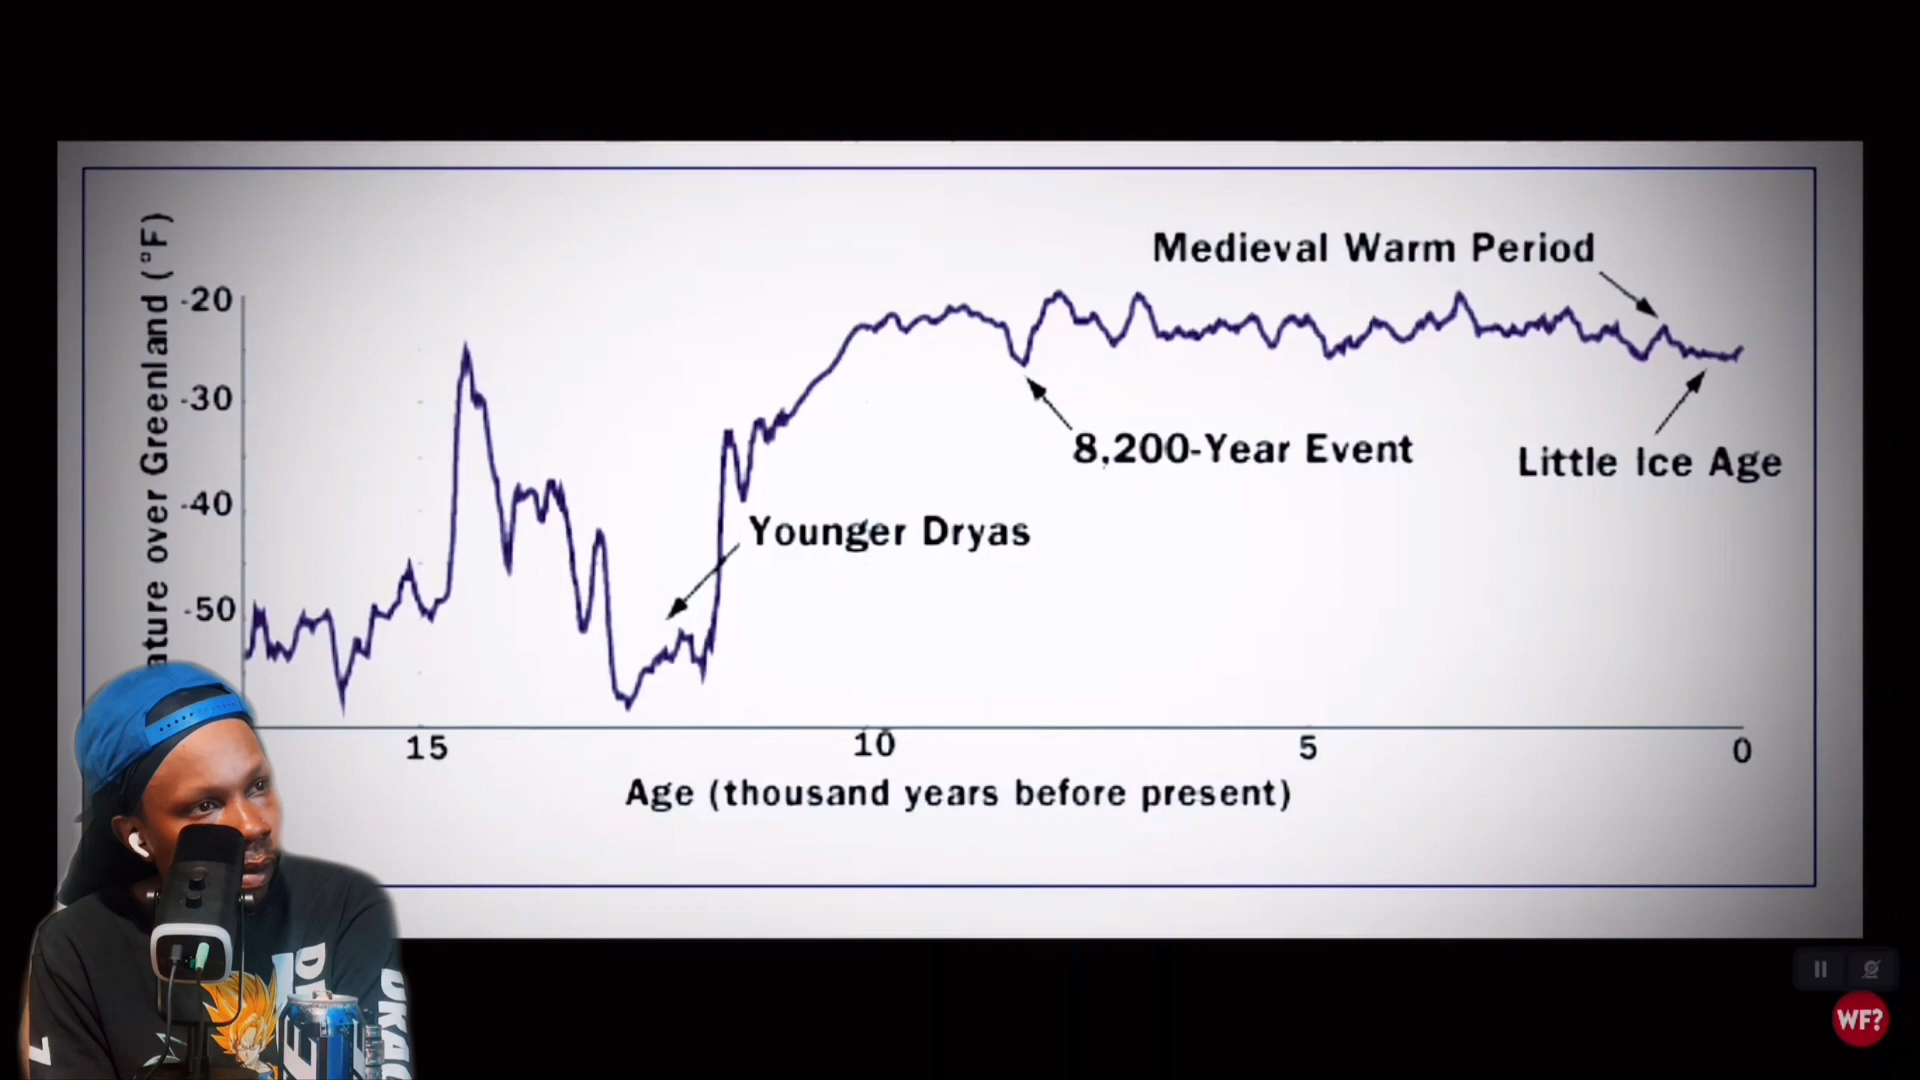 Medieval Warm Period
ature over Greenland (°F)
-20
-30
-40
-50
8,200-Year Event
Little Ice Age
Younger Dryas
15
10
5
0
Age (thousand years before present)
WF?